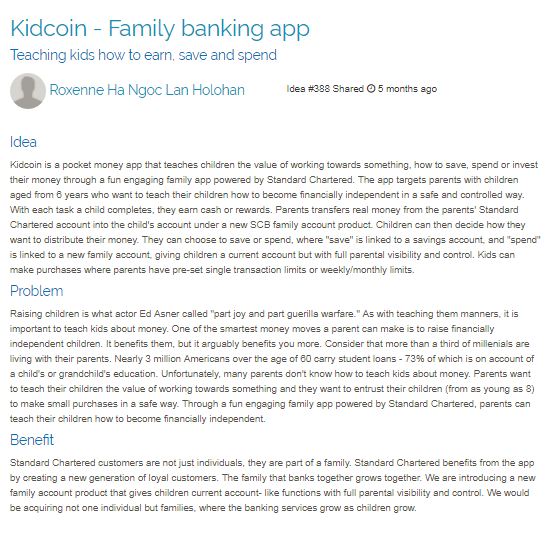 Kidcoin - Family banking app
Teaching kids how to earn, save and spend
Roxenne Ha Ngoc Lan Holohan
Idea #388 Shared 5 months ago
Idea
Kidcoin is a pocket money app that teaches children the value of working towards something, how to save, spend or invest
their money through a fun engaging family app powered by Standard Chartered. The app targets parents with children
aged from 6 years who want to teach their children how to become financially independent in a safe and controlled way.
With each task a child completes, they earn cash or rewards. Parents transfers real money from the parents' Standard
Chartered account into the child's account under a new SCB family account product. Children can then decide how they
want to distribute their money. They can choose to save or spend, where "save" is linked to a savings account, and "spend"
is linked to a new family account, giving children a current account but with full parental visibility and control. Kids can
make purchases where parents have pre-set single transaction limits or weekly/monthly limits.
Problem
Raising children is what actor Ed Asner called "part joy and part guerilla warfare." As with teaching them manners, it is
important to teach kids about money. One of the smartest money moves a parent can make is to raise financially
independent children. It benefits them, but it arguably benefits you more. Consider that more than a third of millenials are
living with their parents. Nearly 3 million Americans over the age of 60 carry student loans - 73% of which is on account of
a child's or grandchild's education. Unfortunately, many parents don't know how to teach kids about money. Parents want
to teach their children the value of working towards something and they want to entrust their children (from as young as 8)
to make small purchases in a safe way. Through a fun engaging family app powered by Standard Chartered, parents can
teach their children how to become financially independent.
Benefit
Standard Chartered customers are not just individuals, they are part of a family. Standard Chartered benefits from the app
by creating a new generation of loyal customers. The family that banks together grows together. We are introducing a new
family account product that gives children current account- like functions with full parental visibility and control. We would
be acquiring not one individual but families, where the banking services grow as children grow.